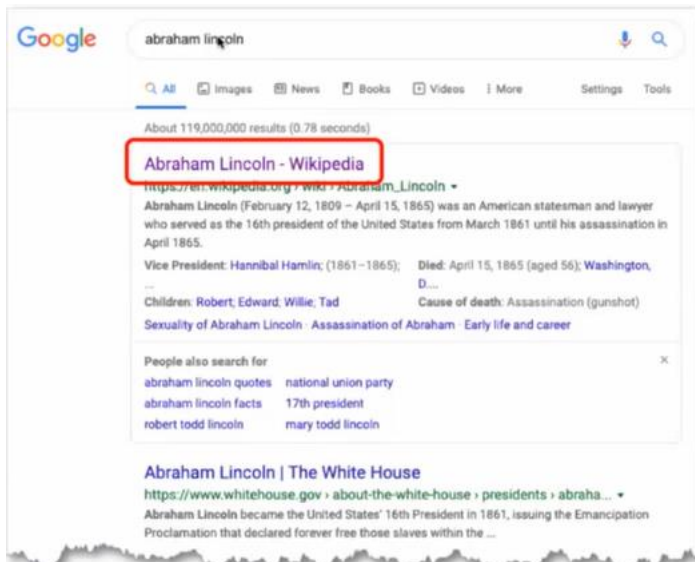 Google
abraham lincoln
All Images News Books Videos More Settings Tools
About 119,000,000 results (0.78 seconds)
Abraham Lincoln - Wikipedia
https://en.wikipedia.org › wiki › Abraham_Lincoln
Abraham Lincoln (February 12, 1809 – April 15, 1865) was an American statesman and lawyer
who served as the 16th president of the United States from March 1861 until his assassination in
April 1865.
Vice President: Hannibal Hamlin; (1861–1865); Died: April 15, 1865 (aged 56); Washington,
... D....
Children: Robert; Edward; Willie; Tad Cause of death: Assassination (gunshot)
Sexuality of Abraham Lincoln · Assassination of Abraham · Early life and career
People also search for
abraham lincoln quotes national union party
abraham lincoln facts 17th president
robert todd lincoln mary todd lincoln
Abraham Lincoln | The White House
https://www.whitehouse.gov › about-the-white-house › presidents › abraha...
Abraham Lincoln became the United States' 16th President in 1861, issuing the Emancipation
Proclamation that declared forever free those slaves within the ...